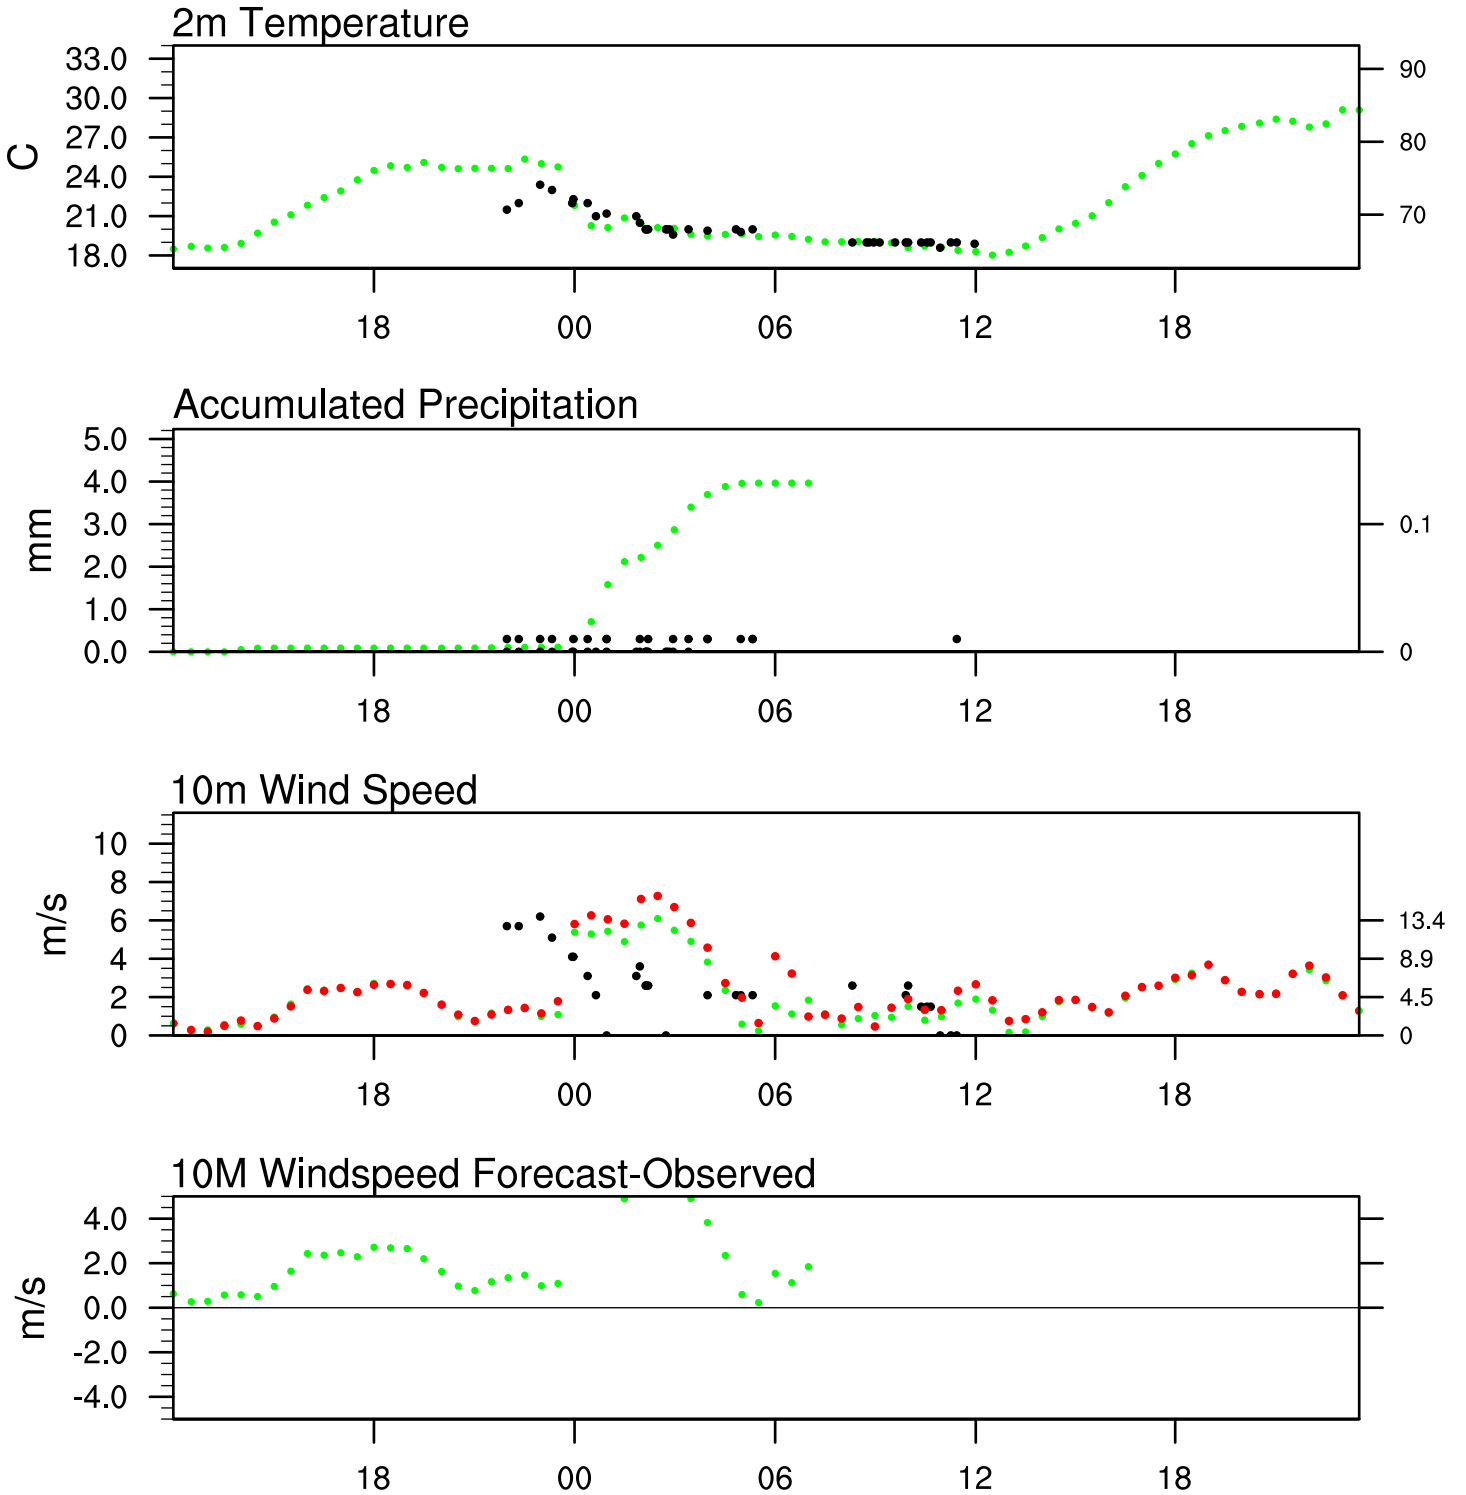 2m Temperature
33.0
30.0
27.0
24.0
21.0
18.0
C
90
80
70
18 00 06 12 18
Accumulated Precipitation
5.0
4.0
3.0
2.0
1.0
0.0
mm
0.1
0
18 00 06 12 18
10m Wind Speed
10
8
6
4
2
0
m/s
13.4
8.9
4.5
0
18 00 06 12 18
10M Windspeed Forecast-Observed
4.0
2.0
0.0
-2.0
-4.0
m/s
18 00 06 12 18